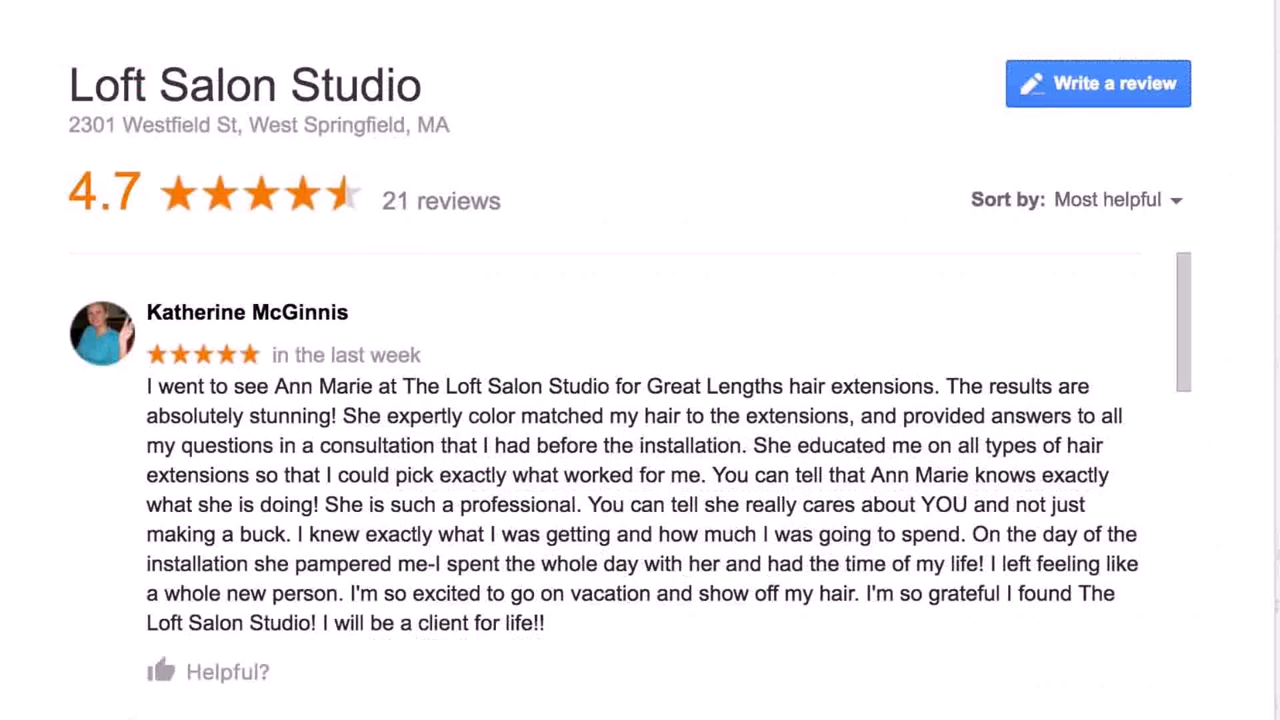 Loft Salon Studio
Write a review
2301 Westfield St, West Springfield, MA
4.7
21 reviews
Sort by: Most helpful
Katherine McGinnis
in the last week
I went to see Ann Marie at The Loft Salon Studio for Great Lengths hair extensions. The results are
absolutely stunning! She expertly color matched my hair to the extensions, and provided answers to all
my questions in a consultation that I had before the installation. She educated me on all types of hair
extensions so that I could pick exactly what worked for me. You can tell that Ann Marie knows exactly
what she is doing! She is such a professional. You can tell she really cares about YOU and not just
making a buck. I knew exactly what I was getting and how much I was going to spend. On the day of the
installation she pampered me-I spent the whole day with her and had the time of my life! I left feeling like
a whole new person. I'm so excited to go on vacation and show off my hair. I'm so grateful I found The
Loft Salon Studio! I will be a client for life!!
Helpful?